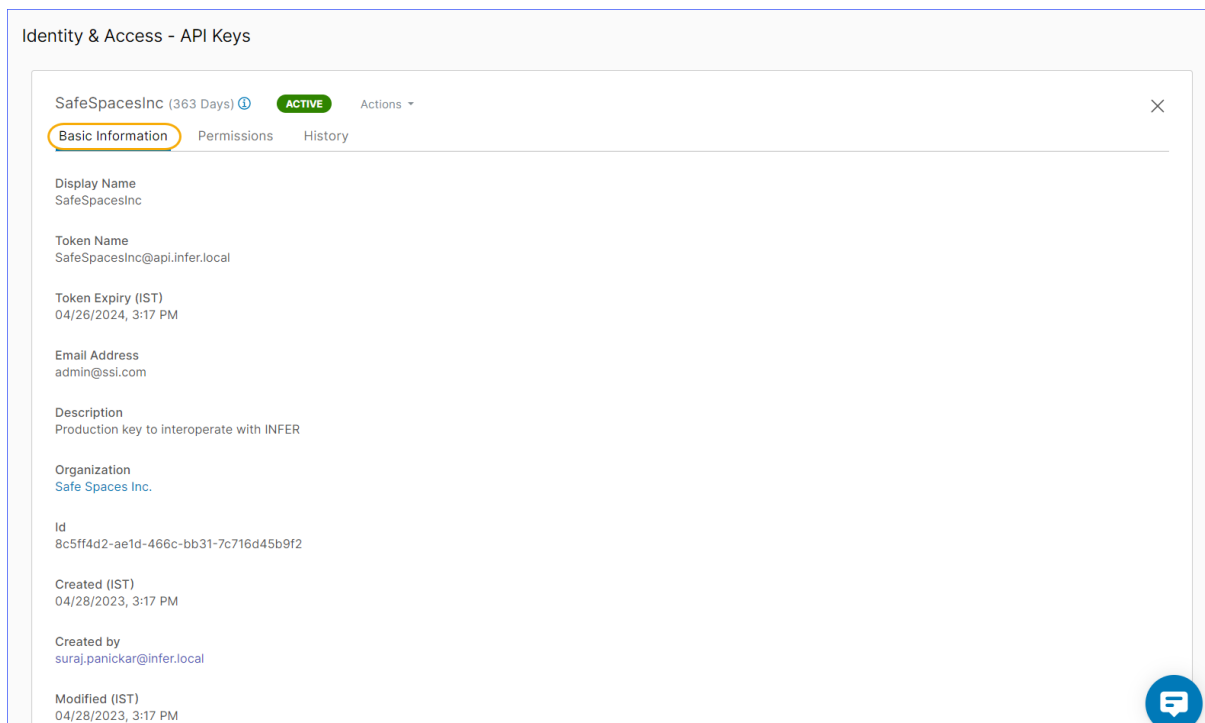 Identity & Access - API Keys
SafeSpacesInc (363 Days) ACTIVE Actions
Basic Information Permissions History
Display Name
SafeSpacesInc
Token Name
SafeSpacesInc@api.infer.local
Token Expiry (IST)
04/26/2024, 3:17 PM
Email Address
admin@ssi.com
Description
Production key to interoperate with INFER
Organization
Safe Spaces Inc.
Id
8c5ff4d2-ae1d-466c-bb31-7c716d45b9f2
Created (IST)
04/28/2023, 3:17 PM
Created by
suraj.panickar@infer.local
Modified (IST)
04/28/2023, 3:17 PM